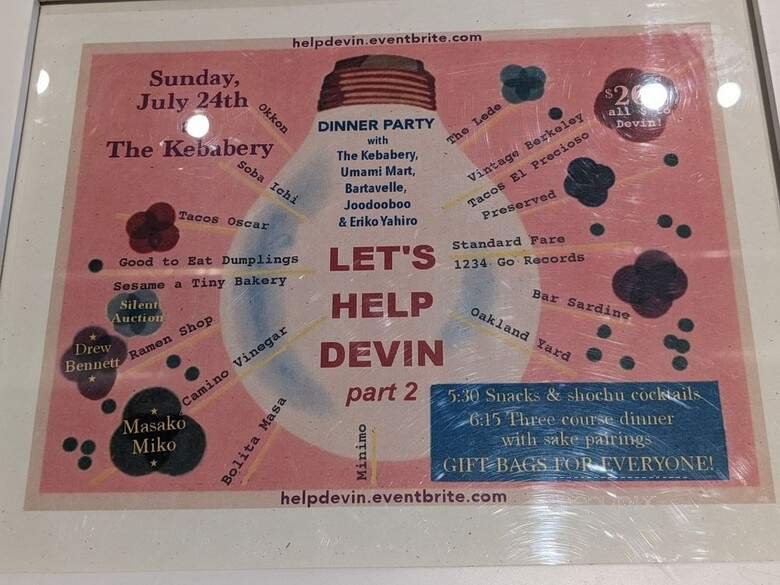 helpdevin.eventbrite.com
Sunday,
July 24th
The Kebabery
DINNER PARTY
with
The Kebabery,
Umami Mart,
Bartavelle,
Joodooboo
& Eriko Yahiro
LET'S
HELP
DEVIN
part 2
Okkon
Soba Ichi
Tacos Oscar
Good to Eat Dumplings
Sesame a Tiny Bakery
Silent
Auction
Ramen Shop
Drew
Bennett
Camino Vinegar
Masako
Miko
Bolita Masa
Minimo
The Lede
Vintage Berkeley
Tacos El Precioso
Preserved
Standard Fare
1234 Go Records
Bar Sardine
Oakland Yard
all
Devin!
5:30 Snacks & shochu cocktails
6:15 Three course dinner
with sake pairings
GIFT BAGS FOR EVERYONE!
helpdevin.eventbrite.com